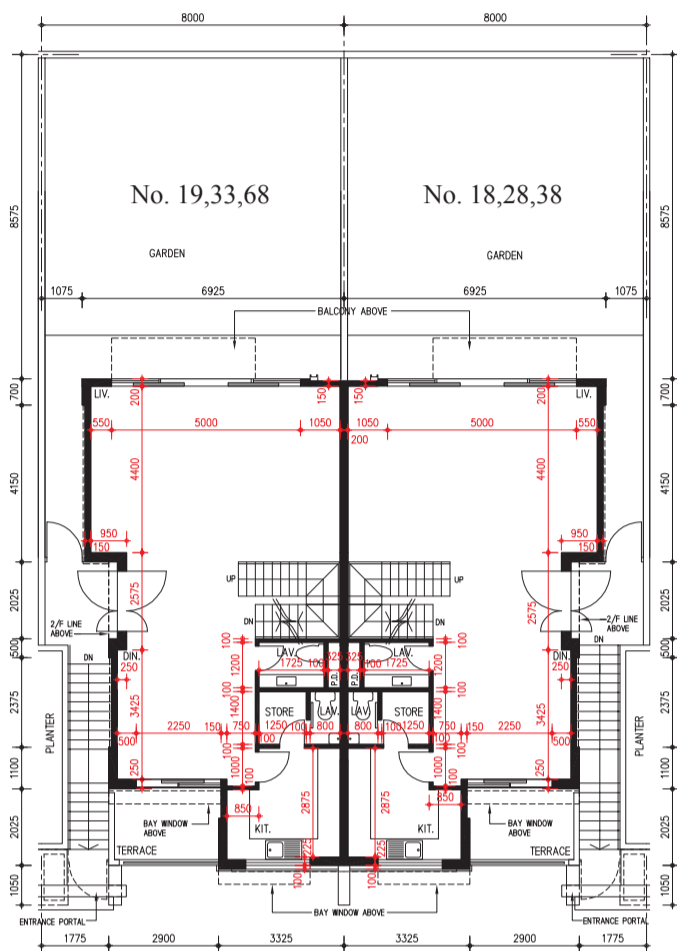 8000 8000
No. 19,33,68 No. 18,28,38
8575 8575
GARDEN GARDEN
1075 6925 6925 1075
BALCONY ABOVE
700 200 150 150 200 700
LIV. LIV.
550 5000 1050 1050 5000 550
200
4150 4400 4400 4150
950 950
150 150
2025 2575 UP UP 2575 2025
2/F LINE ABOVE 2/F LINE ABOVE
DN DN
500 100 100 500
DN DIN. LAV. LAV. DIN. DN
250 1200 1725 100 325 325 100 1725 1200 250
P.D. P.D.
100 100
2375 3425 1400 STORE LAV. LAV. STORE 1400 3425 2375
PLANTER PLANTER
500 2250 150 750 1250 100 800 800 100 1250 750 150 2250 500
100 100
100 100
1100 250 1000 100 2875 2875 100 1000 250 1100
850 850
2025 BAY WINDOW ABOVE KIT. KIT. BAY WINDOW ABOVE 2025
TERRACE 225 225 TERRACE
100 100
1050 1050
ENTRANCE PORTAL BAY WINDOW ABOVE ENTRANCE PORTAL
1775 2900 3325 3325 2900 1775